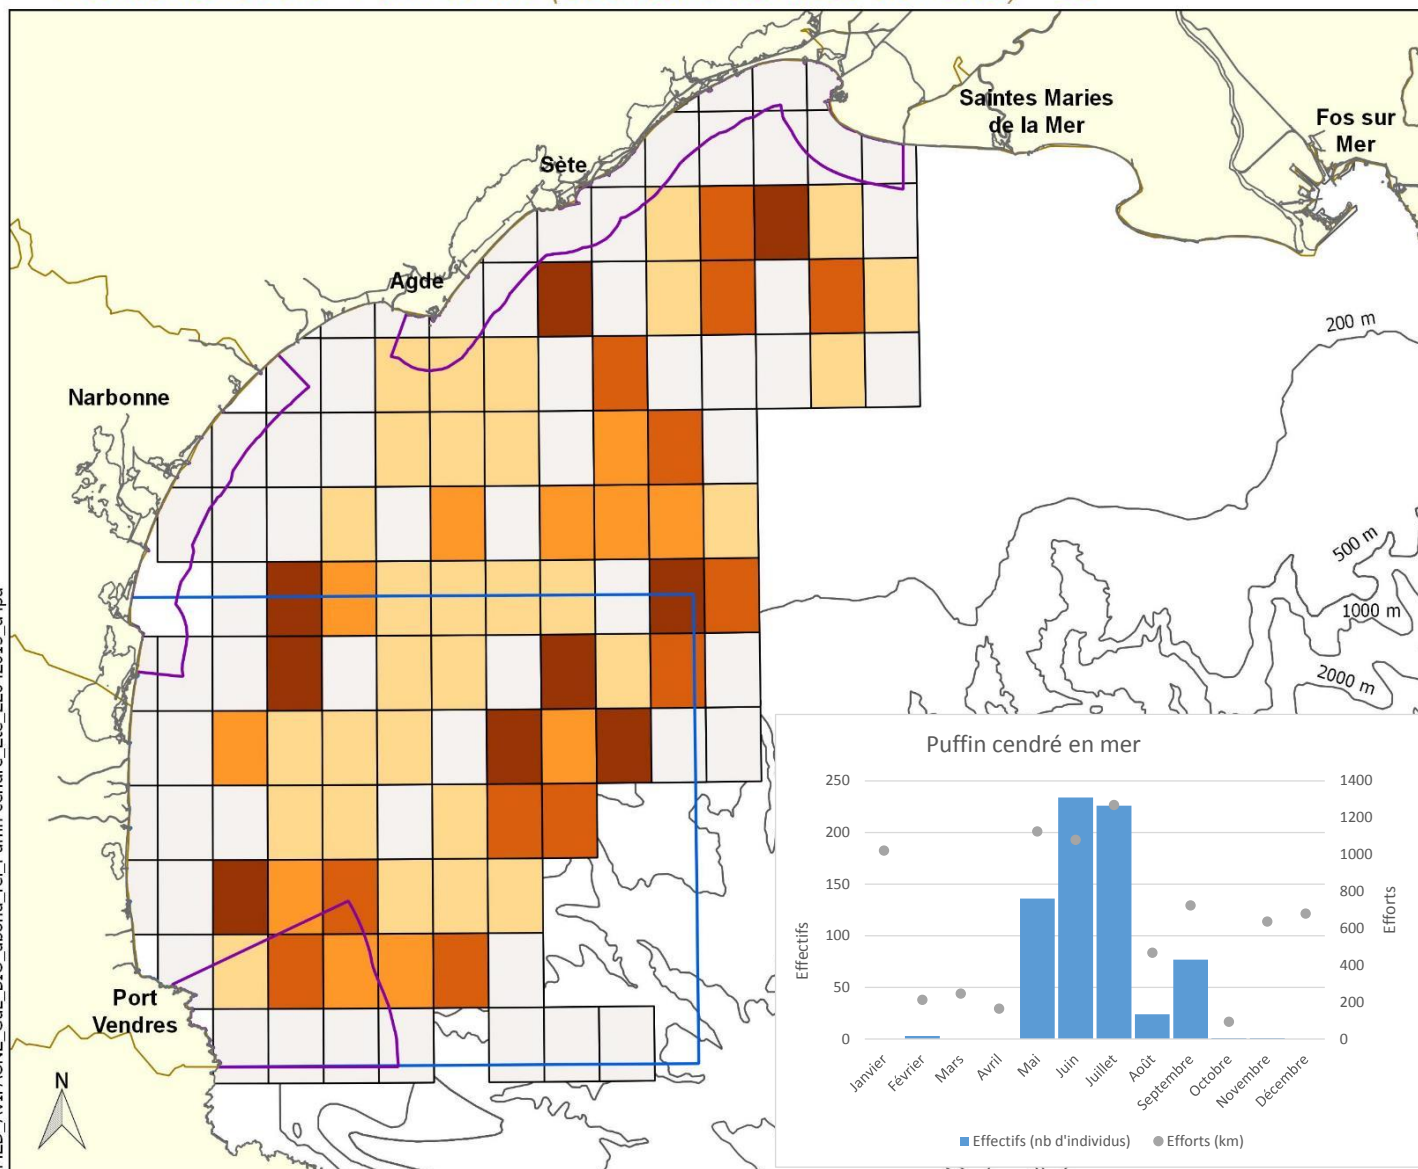 Saintes Maries
de la Mer
Fos sur
Mer
Sète
Agde
200 m
Narbonne
500 m
1000 m
2000 m
Port
Vendres
N
Puffin cendré en mer
250
200
150
100
50
0
Effectifs
1400
1200
1000
800
600
400
200
0
Efforts
Janvier
Février
Mars
Avril
Mai
Juin
Juillet
Août
Septembre
Octobre
Novembre
Décembre
Effectifs (nb d'individus)
Efforts (km)